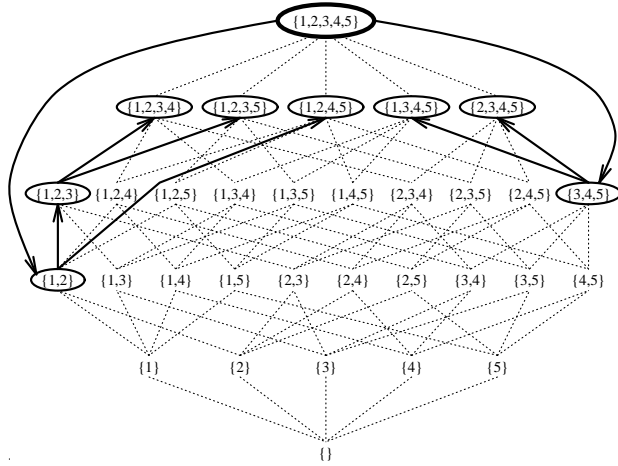 {1,2,3,4,5}
{1,2,3,4} {1,2,3,5} {1,2,4,5} {1,3,4,5} {2,3,4,5}
{1,2,3} {1,2,4} {1,2,5} {1,3,4} {1,3,5} {1,4,5} {2,3,4} {2,3,5} {2,4,5} {3,4,5}
{1,2} {1,3} {1,4} {1,5} {2,3} {2,4} {2,5} {3,4} {3,5} {4,5}
{1} {2} {3} {4} {5}
{}